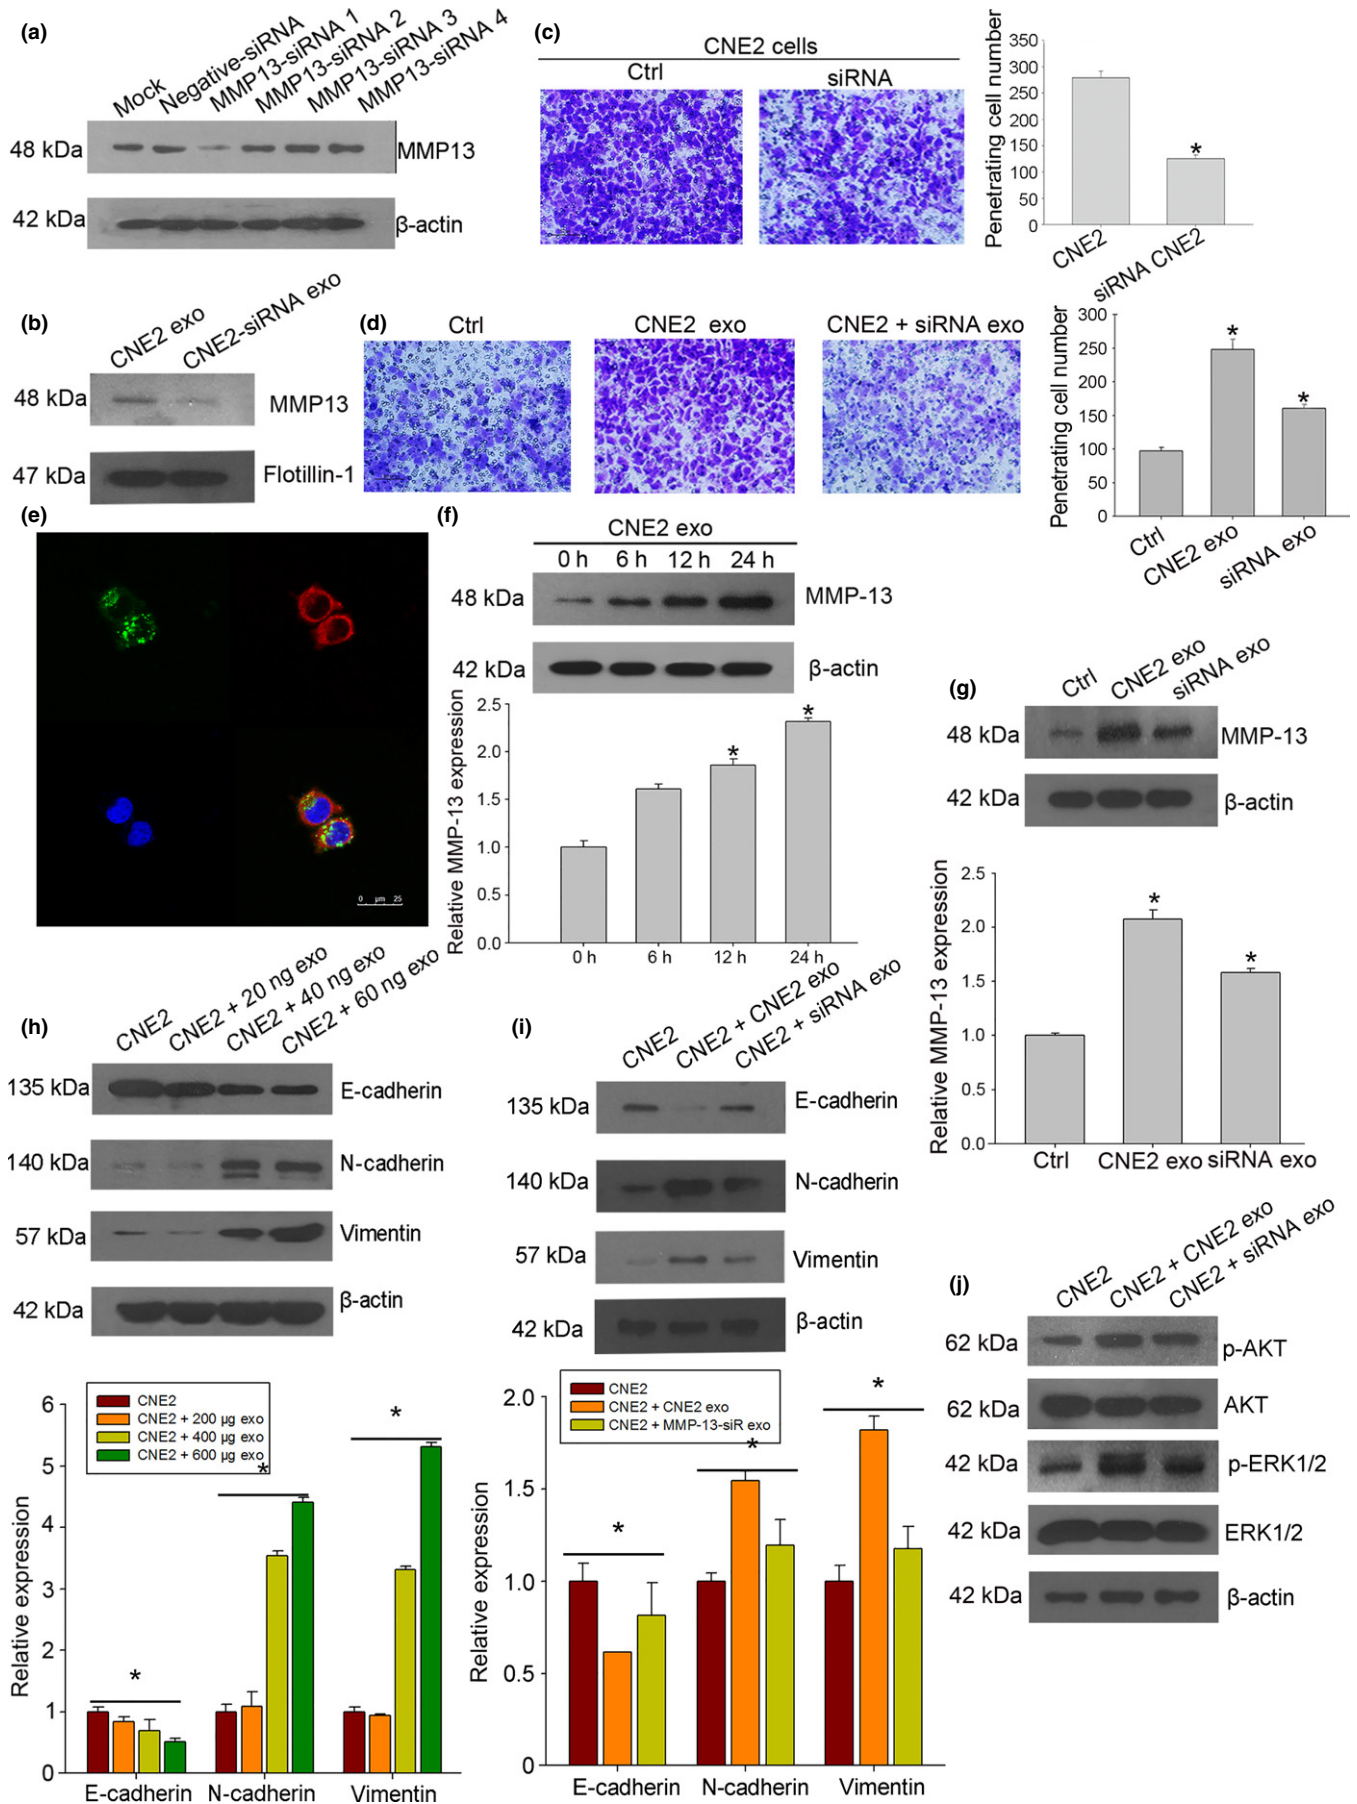 (a)
Mock
Negative-siRNA
MMP13-siRNA 1
MMP13-siRNA 2
MMP13-siRNA 3
MMP13-siRNA 4
48 kDa
MMP13
42 kDa
β-actin
(b)
CNE2 exo
CNE2-siRNA exo
48 kDa
MMP13
47 kDa
Flotillin-1
(c)
CNE2 cells
Ctrl
siRNA
Penetrating cell number
350
300
250
200
150
100
50
0
*
CNE2
siRNA CNE2
(d)
Ctrl
CNE2 exo
CNE2 + siRNA exo
Penetrating cell number
300
250
200
150
100
50
0
*
*
Ctrl
CNE2 exo
siRNA exo
(e)
0 µm 25
(f)
CNE2 exo
0 h 6 h 12 h 24 h
48 kDa
MMP-13
42 kDa
β-actin
Relative MMP-13 expression
2.5
2.0
1.5
1.0
0.5
0.0
*
*
0 h 6 h 12 h 24 h
(g)
Ctrl
CNE2 exo
siRNA exo
48 kDa
MMP-13
42 kDa
β-actin
Relative MMP-13 expression
2.5
2.0
1.5
1.0
0.5
0.0
*
*
Ctrl CNE2 exo siRNA exo
(h)
CNE2
CNE2 + 20 ng exo
CNE2 + 40 ng exo
CNE2 + 60 ng exo
135 kDa
E-cadherin
140 kDa
N-cadherin
57 kDa
Vimentin
42 kDa
β-actin
CNE2
CNE2 + 200 µg exo
CNE2 + 400 µg exo
CNE2 + 600 µg exo
Relative expression
6
5
4
3
2
1
0
*
*
*
E-cadherin N-cadherin Vimentin
(i)
CNE2
CNE2 + CNE2 exo
CNE2 + siRNA exo
135 kDa
E-cadherin
140 kDa
N-cadherin
57 kDa
Vimentin
42 kDa
β-actin
CNE2
CNE2 + CNE2 exo
CNE2 + MMP-13-siR exo
Relative expression
2.0
1.5
1.0
0.5
0
*
*
*
E-cadherin N-cadherin Vimentin
(j)
CNE2
CNE2 + CNE2 exo
CNE2 + siRNA exo
62 kDa
p-AKT
62 kDa
AKT
42 kDa
p-ERK1/2
42 kDa
ERK1/2
42 kDa
β-actin